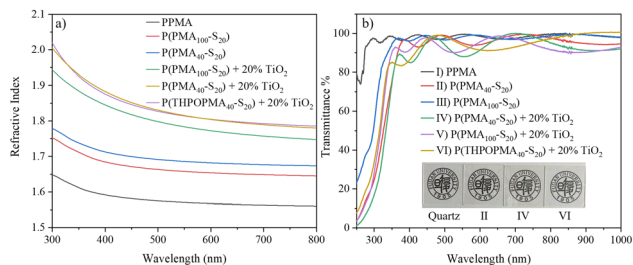 a)
Refractive Index
2.1
2.0
1.9
1.8
1.7
1.6
1.5
300 400 500 600 700 800
Wavelength (nm)
PPMA
P(PMA₁₀₀-S₂₀)
P(PMA₄₀-S₂₀)
P(PMA₁₀₀-S₂₀) + 20% TiO₂
P(PMA₄₀-S₂₀) + 20% TiO₂
P(THPOPMA₄₀-S₂₀) + 20% TiO₂
b)
Transmittance %
100
80
60
40
20
0
300 400 500 600 700 800 900 1000
Wavelength (nm)
I) PPMA
II) P(PMA₄₀-S₂₀)
III) P(PMA₁₀₀-S₂₀)
IV) P(PMA₄₀-S₂₀) + 20% TiO₂
V) P(PMA₁₀₀-S₂₀) + 20% TiO₂
VI) P(THPOPMA₄₀-S₂₀) + 20% TiO₂
Quartz II IV VI